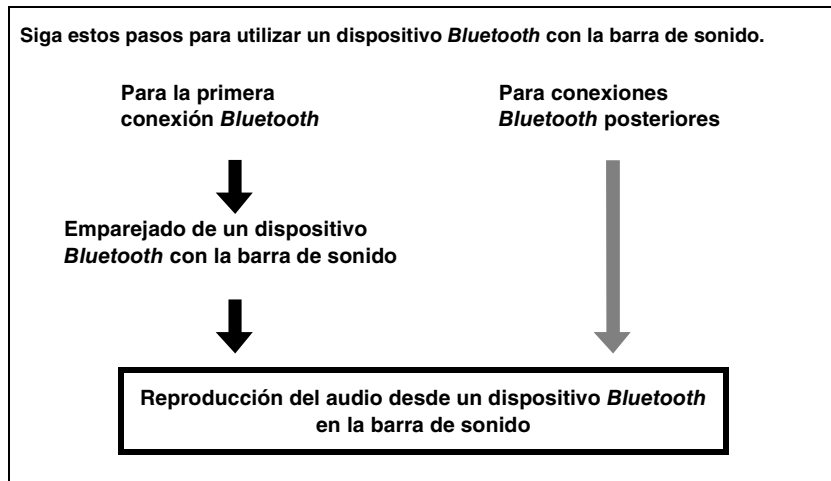 Siga estos pasos para utilizar un dispositivo Bluetooth con la barra de sonido.
Para la primera
conexión Bluetooth
Para conexiones
Bluetooth posteriores
Emparejado de un dispositivo
Bluetooth con la barra de sonido
Reproducción del audio desde un dispositivo Bluetooth
en la barra de sonido